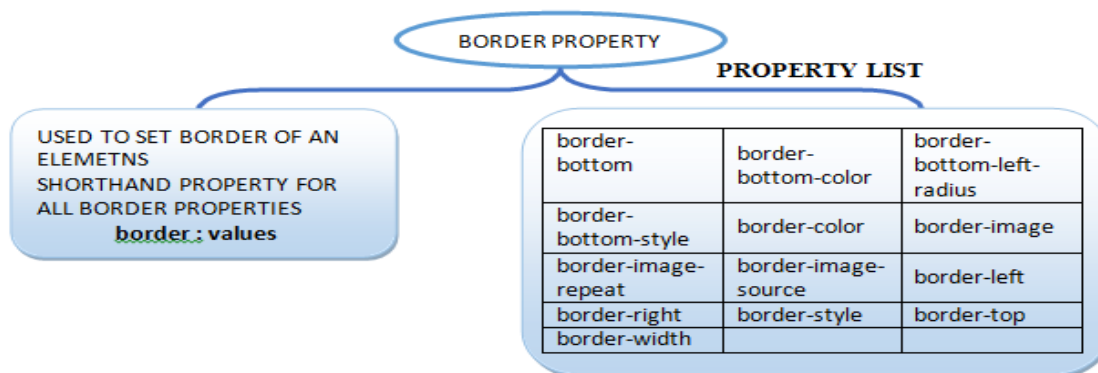 BORDER PROPERTY
PROPERTY LIST
USED TO SET BORDER OF AN
ELEMETNS
SHORTHAND PROPERTY FOR
ALL BORDER PROPERTIES
border : values
border-
bottom
border-
bottom-color
border-
bottom-left-
radius
border-
bottom-style
border-color
border-image
border-image-
repeat
border-image-
source
border-left
border-right
border-style
border-top
border-width